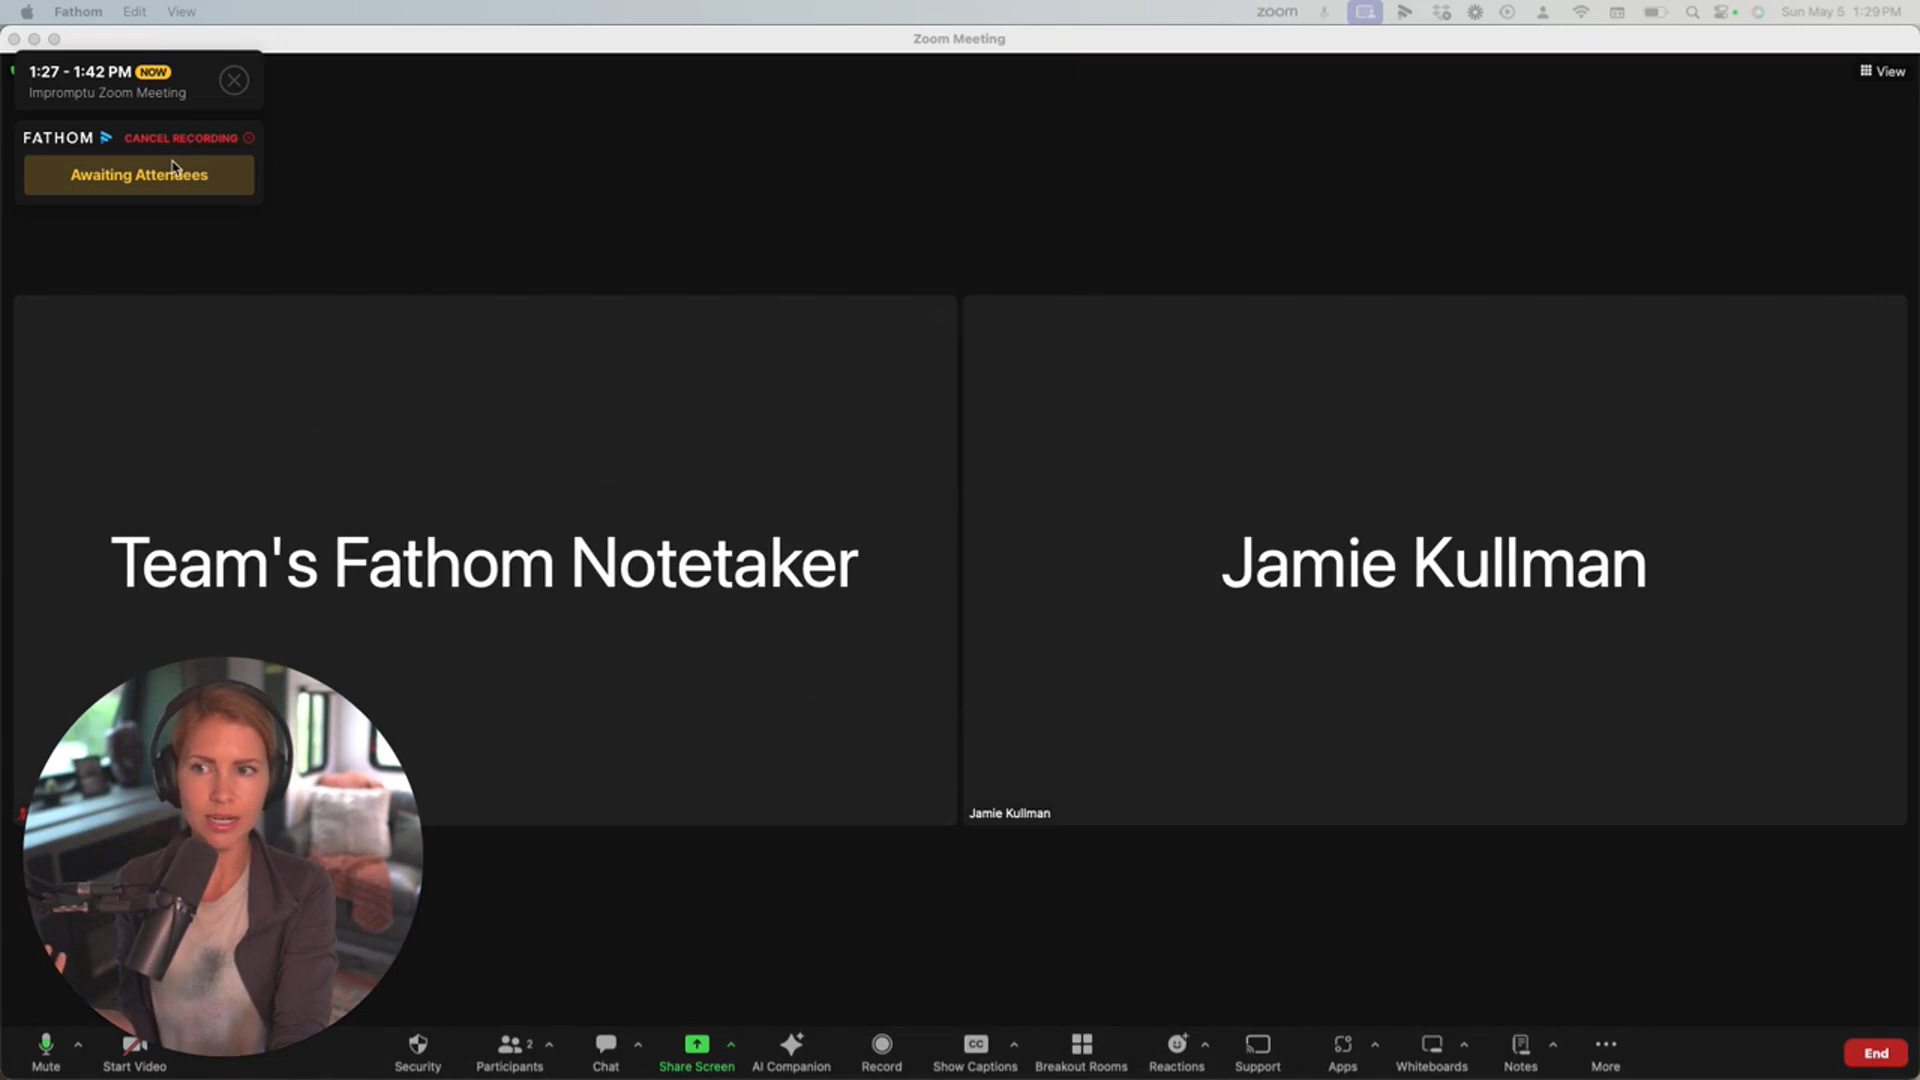 Fathom Edit View
zoom
Sun May 5 1:29PM
Zoom Meeting
1:27 - 1:42 PM NOW
Impromptu Zoom Meeting
View
FATHOM CANCEL RECORDING
Awaiting Attendees
Team's Fathom Notetaker
Jamie Kullman
Jamie Kullman
Mute
Start Video
Security
Participants 2
Chat
Share Screen
AI Companion
Record
CC
Show Captions
Breakout Rooms
Reactions
Support
Apps
Whiteboards
Notes
More
End